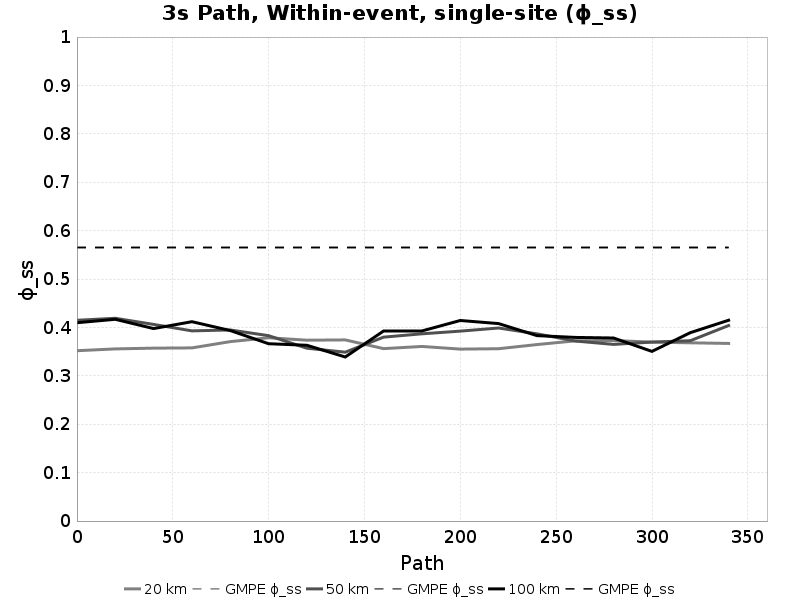 3s Path, Within-event, single-site (ϕ_ss)
1
0.9
0.8
0.7
0.6
0.5
0.4
0.3
0.2
0.1
0
ϕ_ss
0 50 100 150 200 250 300 350
Path
20 km GMPE ϕ_ss 50 km GMPE ϕ_ss 100 km GMPE ϕ_ss